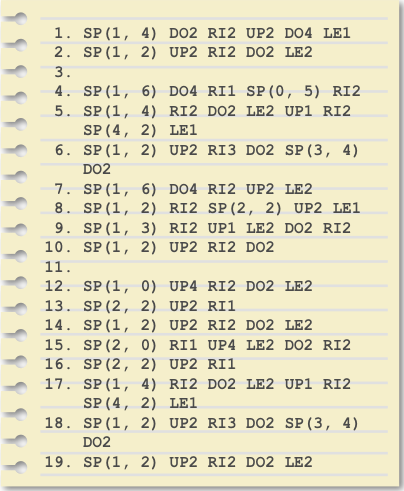 1. SP(1, 4) DO2 RI2 UP2 DO4 LE1
2. SP(1, 2) UP2 RI2 DO2 LE2
3.
4. SP(1, 6) DO4 RI1 SP(0, 5) RI2
5. SP(1, 4) RI2 DO2 LE2 UP1 RI2
SP(4, 2) LE1
6. SP(1, 2) UP2 RI3 DO2 SP(3, 4)
DO2
7. SP(1, 6) DO4 RI2 UP2 LE2
8. SP(1, 2) RI2 SP(2, 2) UP2 LE1
9. SP(1, 3) RI2 UP1 LE2 DO2 RI2
10. SP(1, 2) UP2 RI2 DO2
11.
12. SP(1, 0) UP4 RI2 DO2 LE2
13. SP(2, 2) UP2 RI1
14. SP(1, 2) UP2 RI2 DO2 LE2
15. SP(2, 0) RI1 UP4 LE2 DO2 RI2
16. SP(2, 2) UP2 RI1
17. SP(1, 4) RI2 DO2 LE2 UP1 RI2
SP(4, 2) LE1
18. SP(1, 2) UP2 RI3 DO2 SP(3, 4)
DO2
19. SP(1, 2) UP2 RI2 DO2 LE2